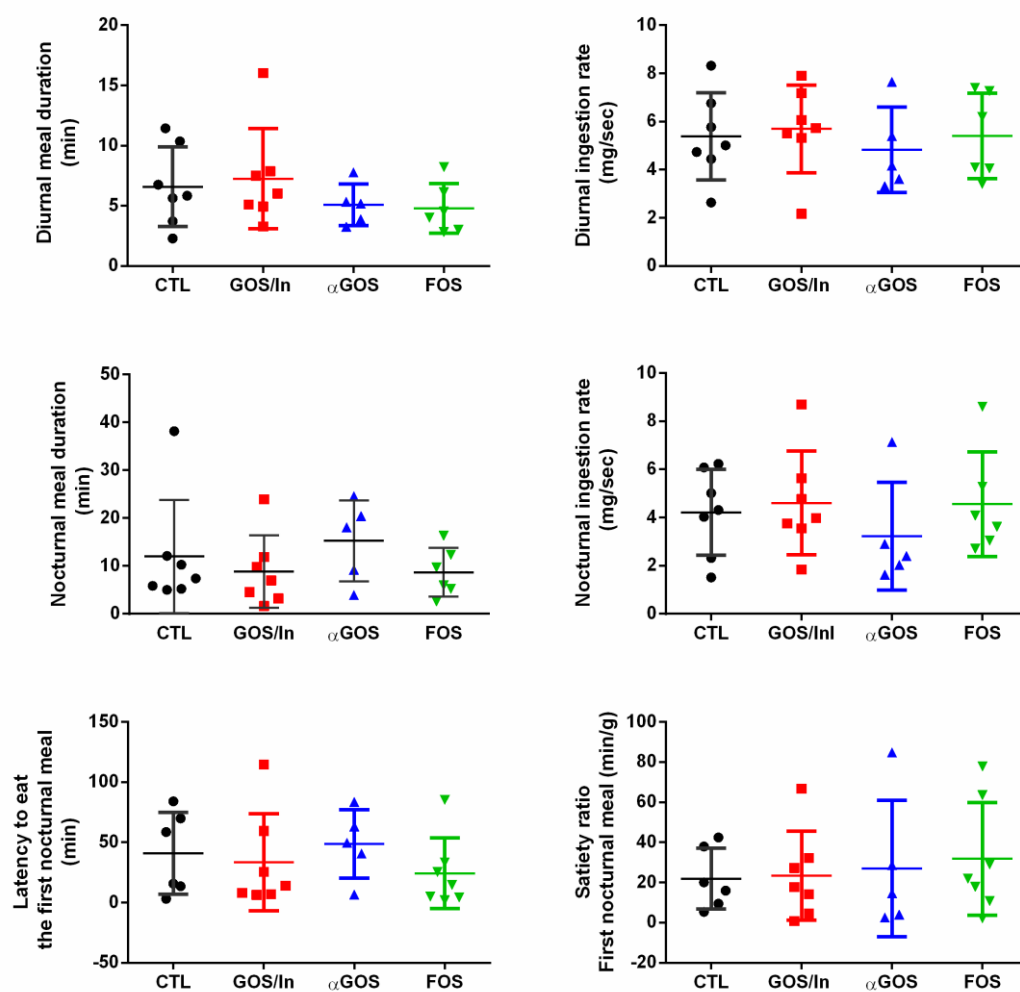 Diurnal meal duration
(min)
20
15
10
5
0
CTL GOS/In αGOS FOS
Diurnal ingestion rate
(mg/sec)
10
8
6
4
2
0
CTL GOS/In αGOS FOS
Nocturnal meal duration
(min)
50
40
30
20
10
0
CTL GOS/In αGOS FOS
Nocturnal ingestion rate
(mg/sec)
10
8
6
4
2
0
CTL GOS/InI αGOS FOS
Latency to eat
the first nocturnal meal
(min)
150
100
50
0
-50
CTL GOS/In αGOS FOS
Satiety ratio
First nocturnal meal (min/g)
100
80
60
40
20
0
-20
CTL GOS/In αGOS FOS